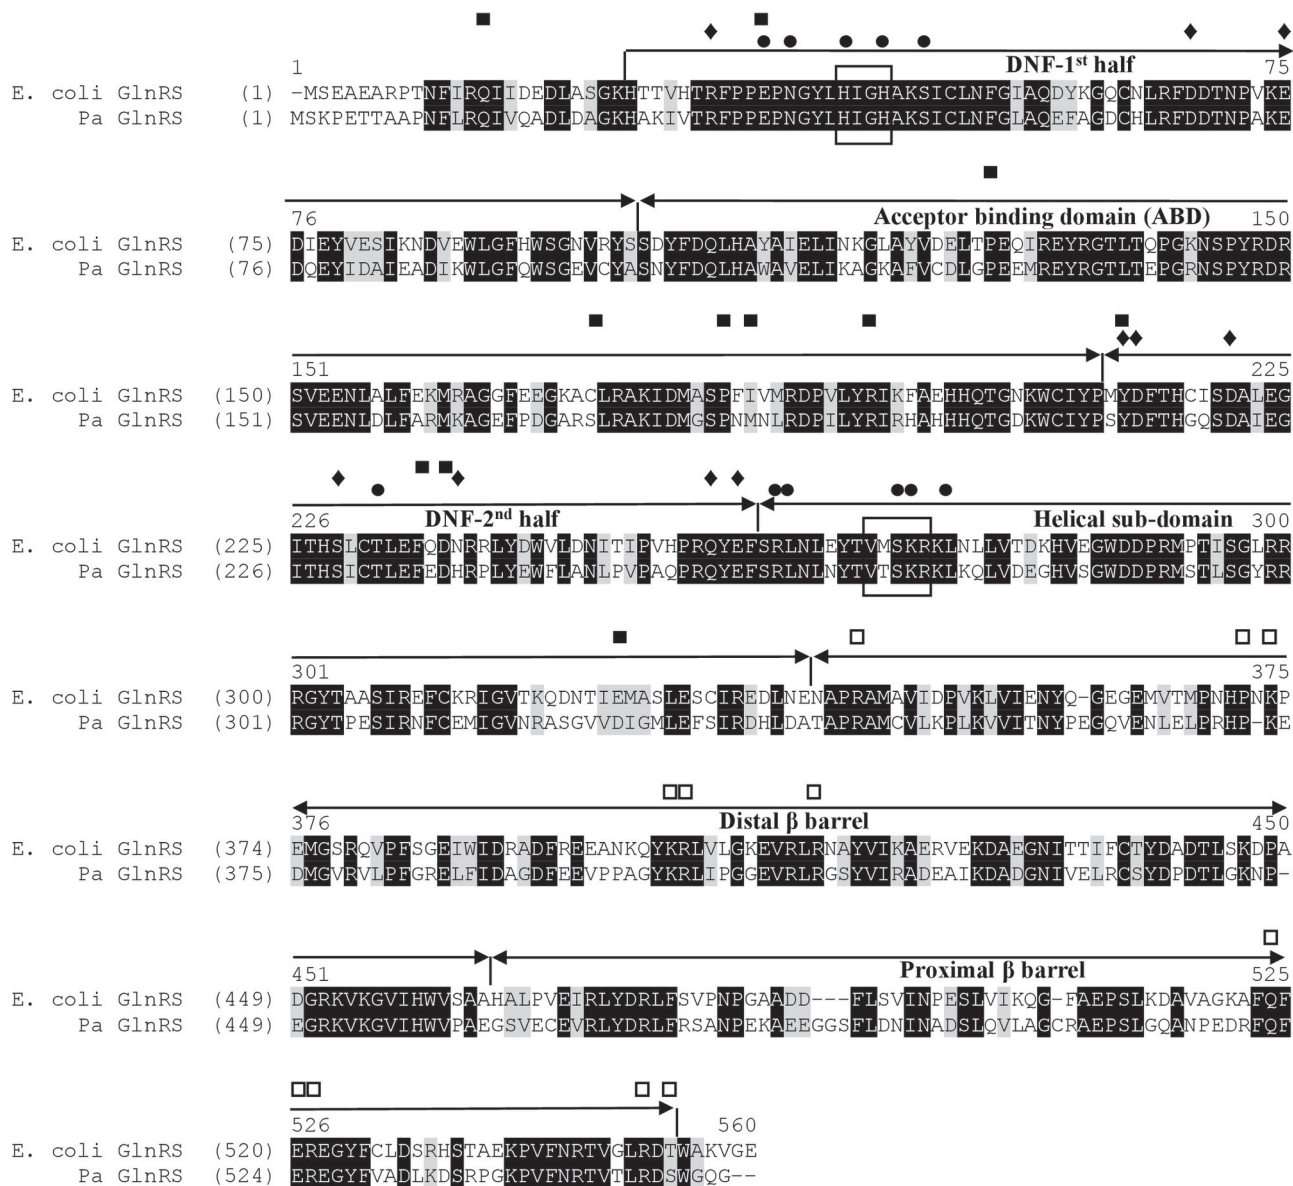 1 DNF-1st half 75
E. coli GlnRS (1) -MSEAEARPTNFIRQIIDEDLASGKHTTVHTRFPPEPNGYLHIGHAKSICLNFGIAQDYKGQCNLRFDDTNPVKE
Pa GlnRS (1) MSKPETTAAPNFLRQIVQADLDAGKHAKIVTRFPPEPNGYLHIGHAKSICLNFGLAQEFAGDCHLRFDDTNPAKE
76 Acceptor binding domain (ABD) 150
E. coli GlnRS (75) DIEYVESIKNDVEWLGFHWSGNVRYSSDYFDQLHAYAIELINKGLAYVDELTPEQIREYRGTLTQPGKNSPYRDR
Pa GlnRS (76) DQEYIDAIEADIKWLGFQWSGEVCYASNYFDQLHAWAVELIKAGKAFVCDLGPEEMREYRGTLTEPGRNSPYRDR
151 225
E. coli GlnRS (150) SVEENLALFEKMRAGGFEEGKACLRAKIDMASPFIVMRDPVLYRIKFAEHHQTGNKWCIYPMYDFTHCISDALEG
Pa GlnRS (151) SVEENLDLFARMKAGEFPDGARSLRAKIDMGSPNMNLRDPILYRIRHAHHHQTGDKWCIYPSYDFTHGQSDAIEG
226 DNF-2nd half Helical sub-domain 300
E. coli GlnRS (225) ITHSLCTLEFQDNRRLYDWVLDNITIPVHPRQYEFSRLNLEYTVMSKRKLNLLVTDKHVEGWDDPRMPTISGLRR
Pa GlnRS (226) ITHSICTLEFEDHRPLYEWFLANLPVPAQPRQYEFSRLNLNYTVTSKRKLKQLVDEGHVSGWDDPRMSTLSGYRR
301 375
E. coli GlnRS (300) RGYTAASIREFCKRIGVTKQDNTIEMASLESCIREDLNENAPRAMAVIDPVKLVIENYQ-GEGEMVTMPNHPNKP
Pa GlnRS (301) RGYTPESIRNFCEMIGVNRASGVVDIGMLEFSIRDHLDATAPRAMCVLKPLKVVITNYPEGQVENLELPRHP-KE
376 Distal β barrel 450
E. coli GlnRS (374) EMGSRQVPFSGEIWIDRADFREEANKQYKRLVLGKEVRLRNAYVIKAERVEKDAEGNITTIFCTYDADTLSKDPA
Pa GlnRS (375) DMGVRVLPFGRELFIDAGDFEEVPPAGYKRLIPGGEVRLRGSYVIRADEAIKDADGNIVELRCSYDPDTLGKNP-
451 Proximal β barrel 525
E. coli GlnRS (449) DGRKVKGVIHWVSAAHALPVEIRLYDRLFSVPNPGAADD---FLSVINPESLVIKQG-FAEPSLKDAVAGKAFQF
Pa GlnRS (449) EGRKVKGVIHWVPAEGSVECEVRLYDRLFRSANPEKAEEGGSFLDNINADSLQVLAGCRAEPSLGQANPEDRFQF
526 560
E. coli GlnRS (520) EREGYFCLDSRHSTAEKPVFNRTVGLRDTWAKVGE
Pa GlnRS (524) EREGYFVADLKDSRPGKPVFNRTVTLRDSWGQG--